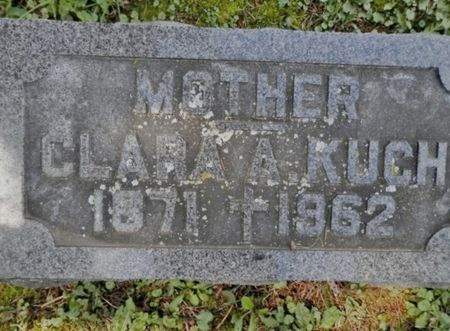 MOTHER
CLARA A. KUCH
1871 † 1962